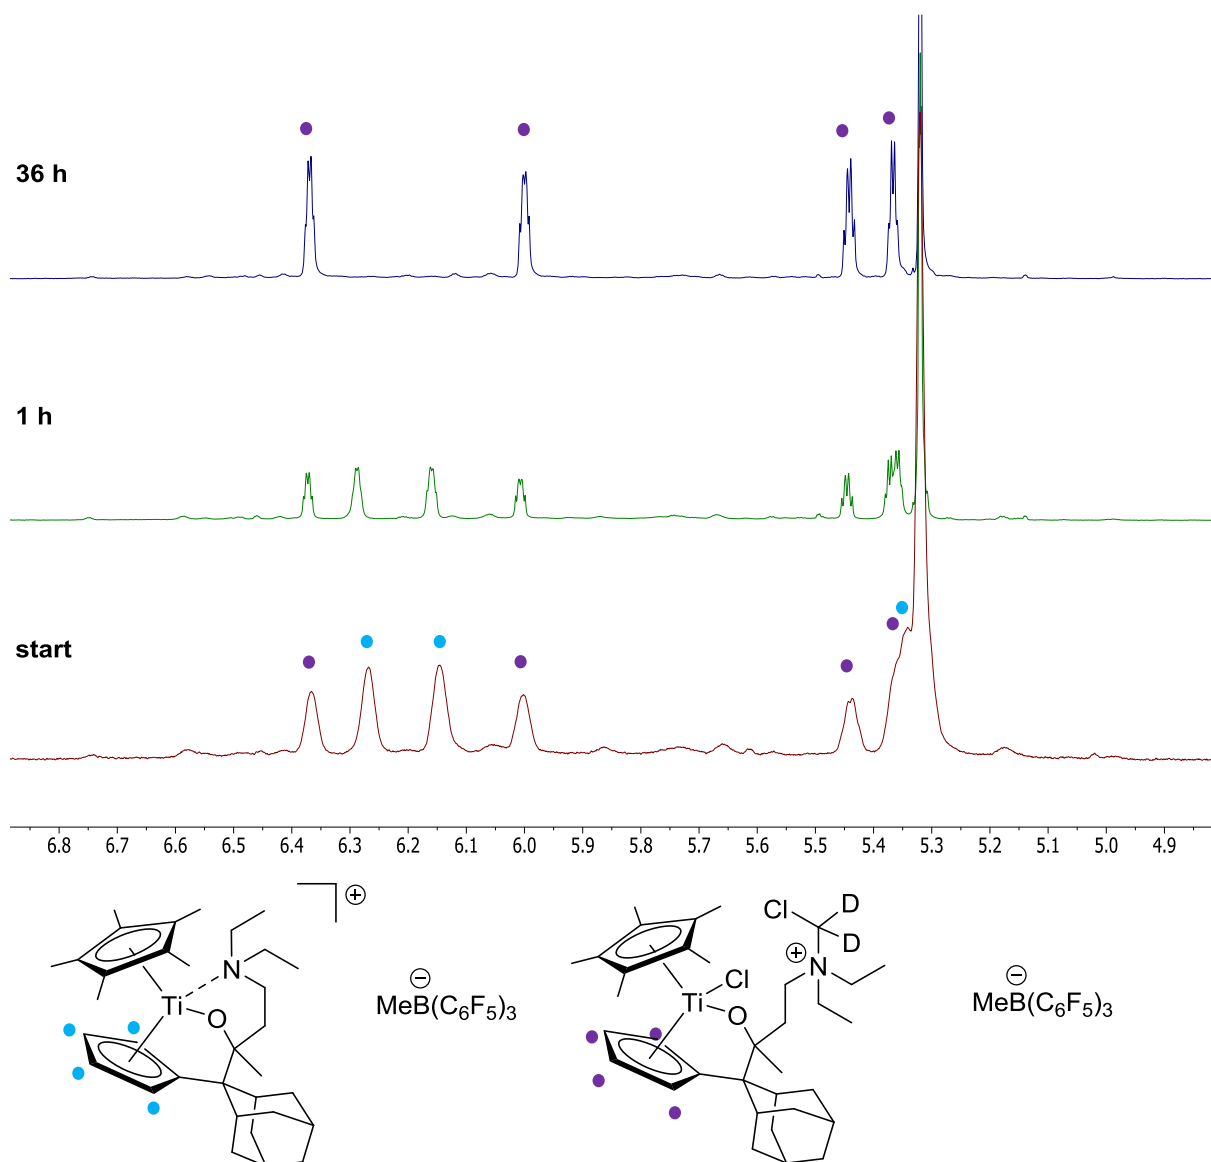 36 h
1 h
start
6.8 6.7 6.6 6.5 6.4 6.3 6.2 6.1 6.0 5.9 5.8 5.7 5.6 5.5 5.4 5.3 5.2 5.1 5.0 4.9
⊕
N
Ti
O
⊖
MeB(C₆F₅)₃
Cl
D
D
⊕
N
Cl
Ti
O
⊖
MeB(C₆F₅)₃